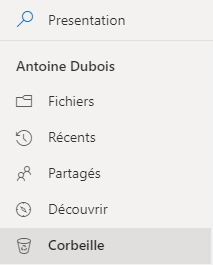 Presentation
Antoine Dubois
Fichiers
Récents
Partagés
Découvrir
Corbeille